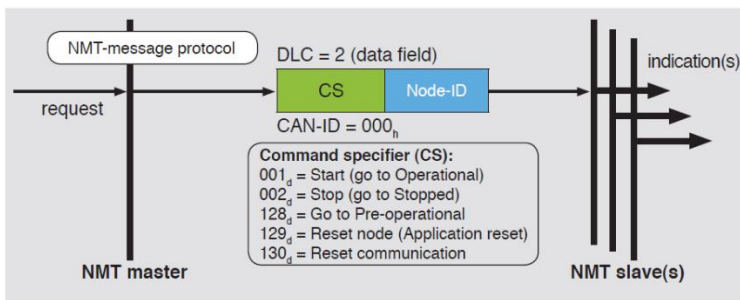 NMT-message protocol
DLC = 2 (data field)
indication(s)
request
CS
Node-ID
CAN-ID = 000h
Command specifier (CS):
001d = Start (go to Operational)
002d = Stop (go to Stopped)
128d = Go to Pre-operational
129d = Reset node (Application reset)
130d = Reset communication
NMT master
NMT slave(s)